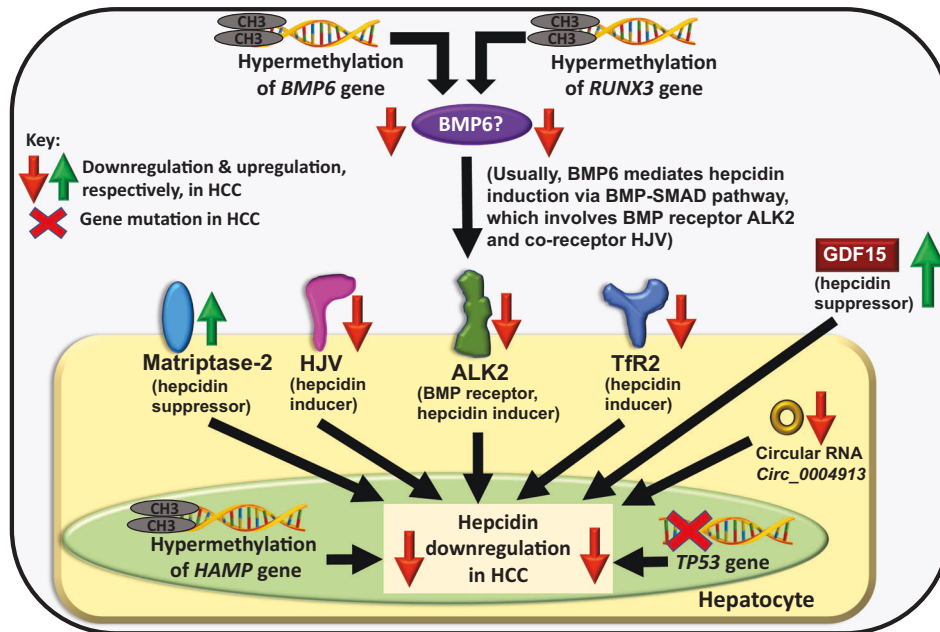 CH3
CH3
Hypermethylation
of BMP6 gene
CH3
CH3
Hypermethylation
of RUNX3 gene
BMP6?
Key:
Downregulation & upregulation,
respectively, in HCC
Gene mutation in HCC
(Usually, BMP6 mediates hepcidin
induction via BMP-SMAD pathway,
which involves BMP receptor ALK2
and co-receptor HJV)
GDF15
(hepcidin
suppressor)
Matriptase-2
(hepcidin
suppressor)
HJV
(hepcidin
inducer)
ALK2
(BMP receptor,
hepcidin inducer)
TfR2
(hepcidin
inducer)
Circular RNA
Circ_0004913
CH3
CH3
Hypermethylation
of HAMP gene
Hepcidin
downregulation
in HCC
TP53 gene
Hepatocyte